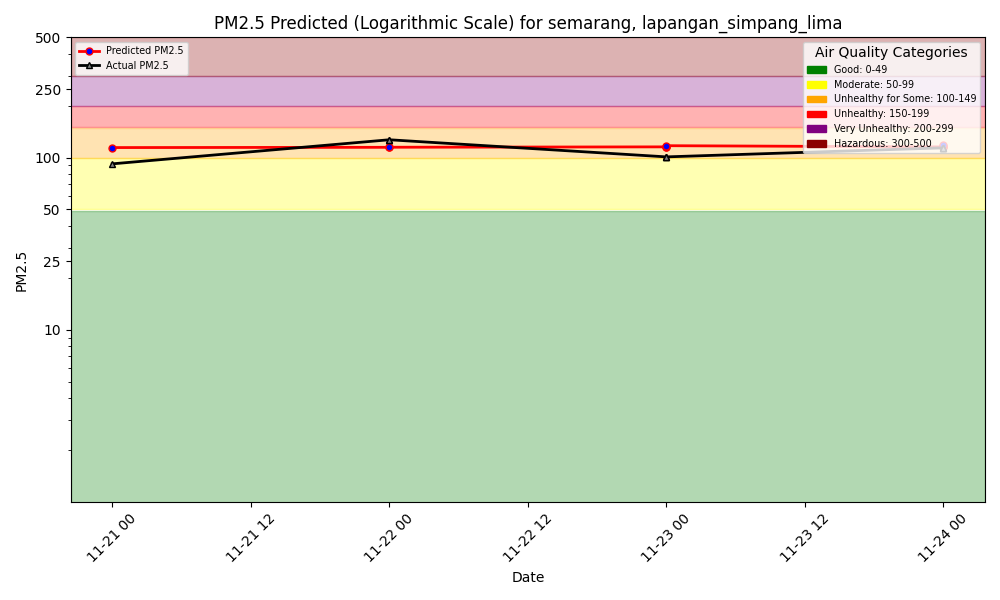 PM2.5 Predicted (Logarithmic Scale) for semarang, lapangan_simpang_lima
Predicted PM2.5
Actual PM2.5
Air Quality Categories
Good: 0-49
Moderate: 50-99
Unhealthy for Some: 100-149
Unhealthy: 150-199
Very Unhealthy: 200-299
Hazardous: 300-500
PM2.5
500
250
100
50
25
10
11-21 00
11-21 12
11-22 00
11-22 12
11-23 00
11-23 12
11-24 00
Date